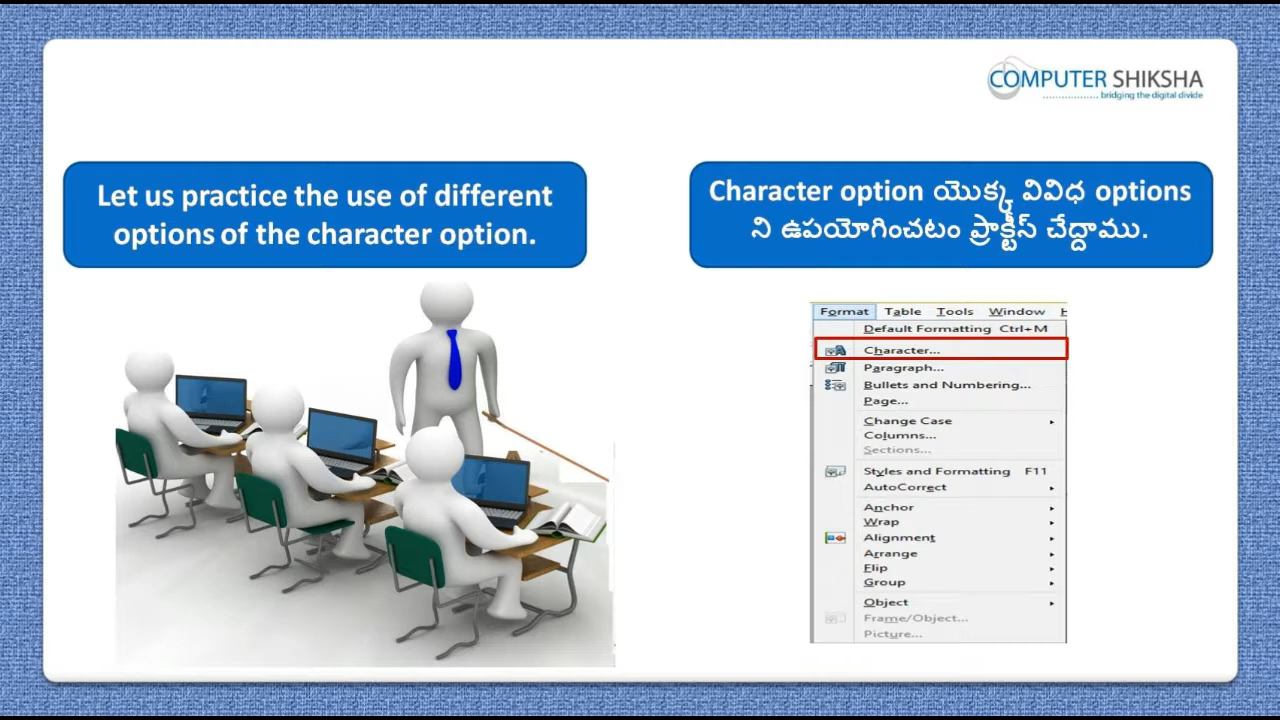 COMPUTER SHIKSHA
bridging the digital divide
Let us practice the use of different
options of the character option.
Character option యొక్క వివిధ options
ని ఉపయోగించటం ప్రాక్టీస్ చేద్దాము.
Format Table Tools Window
Default Formatting Ctrl+M
Character...
Paragraph...
Bullets and Numbering...
Page...
Change Case
Columns...
Sections...
Styles and Formatting F11
AutoCorrect
Anchor
Wrap
Alignment
Arrange
Flip
Group
Object
Frame/Object...
Picture...